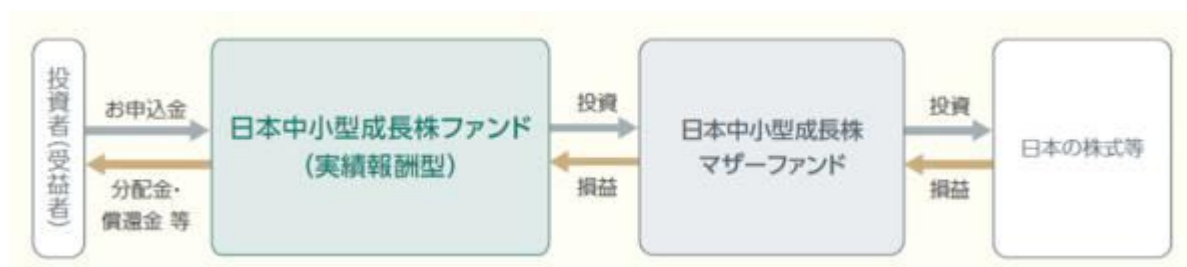 投資者(受益者)
お申込金
分配金・
償還金 等
日本中小型成長株ファンド
(実績報酬型)
投資
損益
日本中小型成長株
マザーファンド
投資
損益
日本の株式等